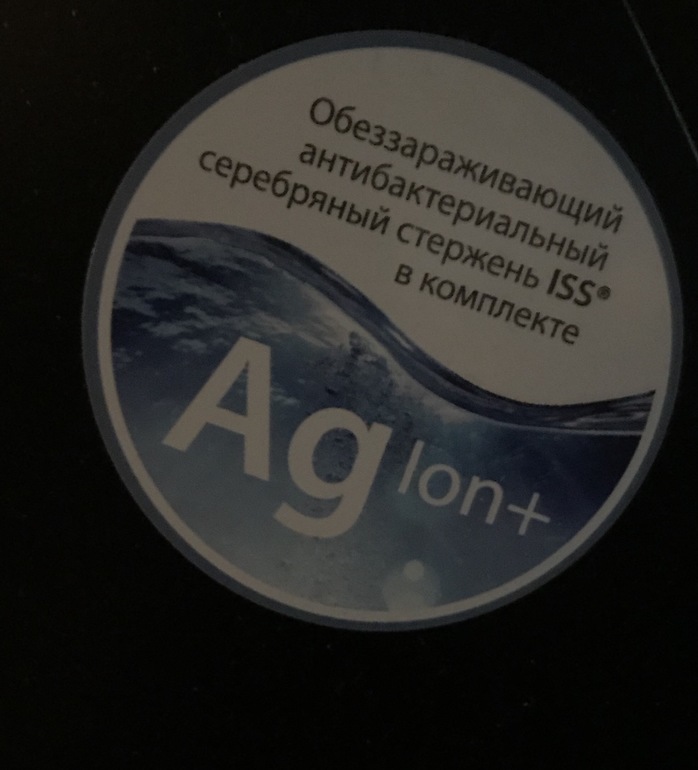 Обеззараживающий
антибактериальный
серебряный стержень ISS®
в комплекте
Ag Ion+